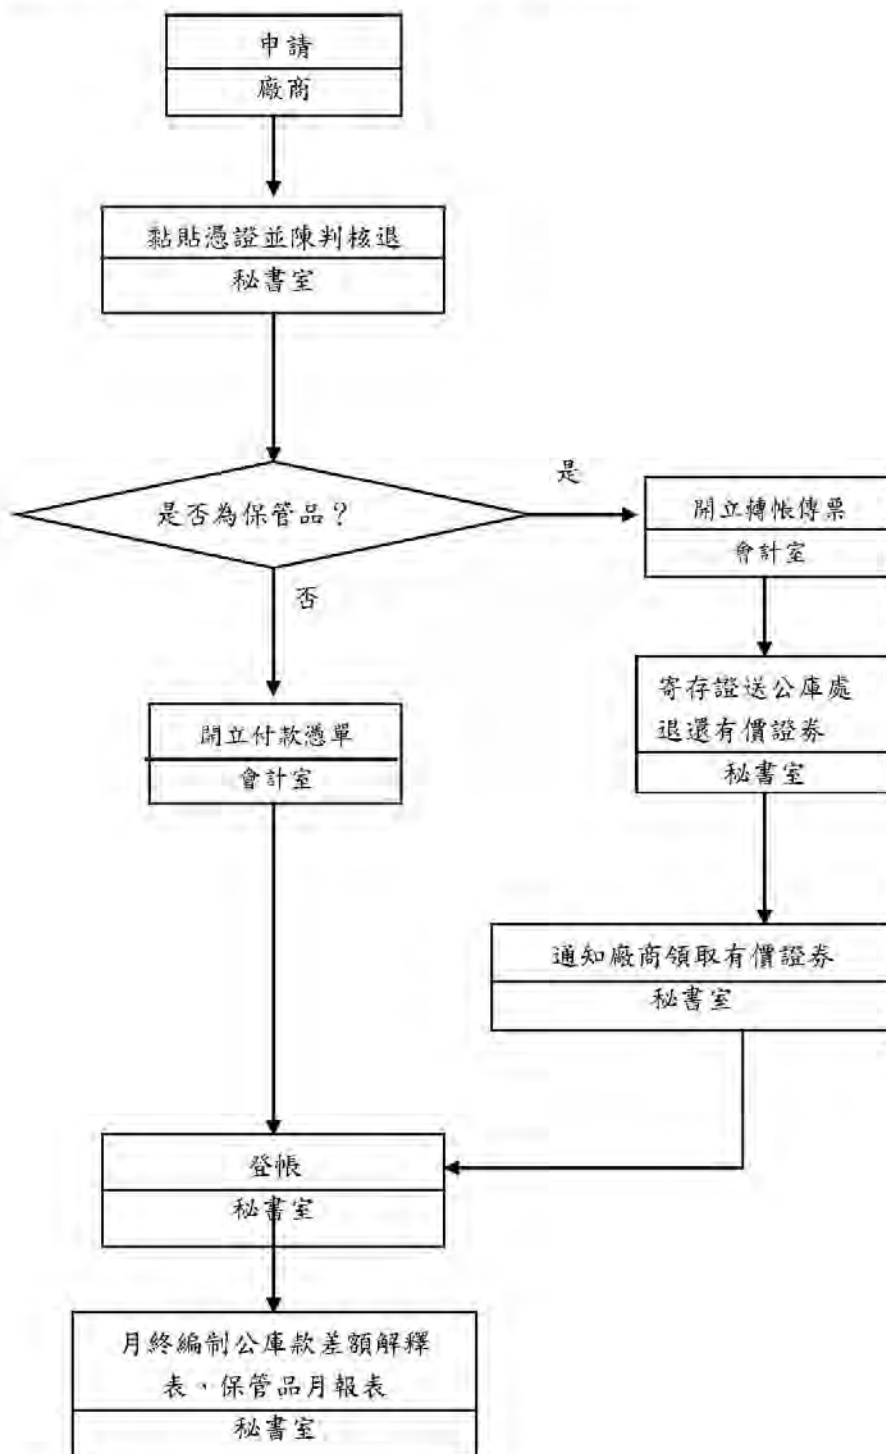 申請
廠商
黏貼憑證並陳判核退
秘書室
是否為保管品？
是
開立轉帳傳票
會計室
否
寄存證送公庫處
退還有價證券
秘書室
開立付款憑單
會計室
通知廠商領取有價證券
秘書室
登帳
秘書室
月終編制公庫款差額解釋
表、保管品月報表
秘書室